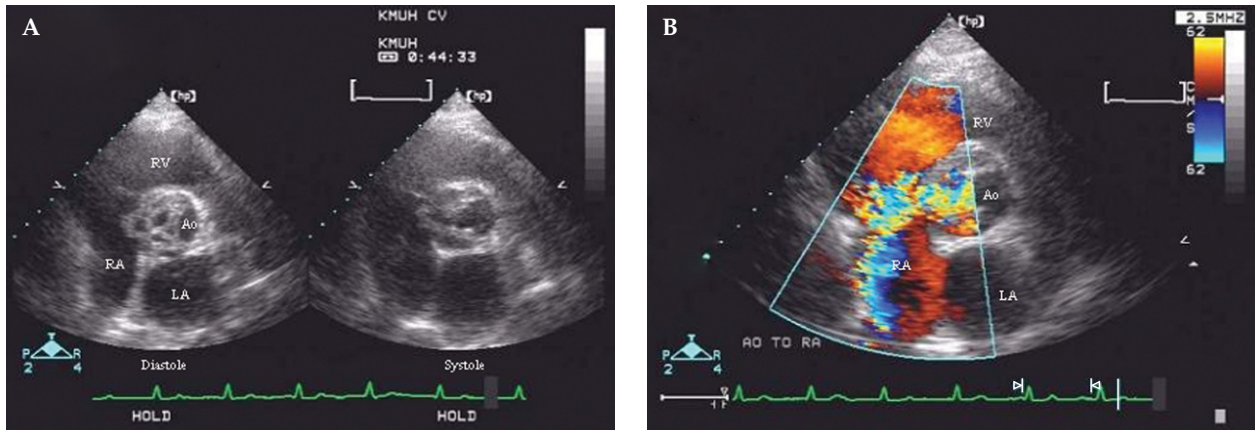 A
KMUH CV
KMUH
0:44:33
[hp]
[hp]
RV
Ao
RA
LA
P R
2 4
Diastole
Systole
HOLD
HOLD
B
2.5MHZ
62
[hp]
CM/S
62
RV
Ao
RA
LA
AO TO RA
P R
2 4